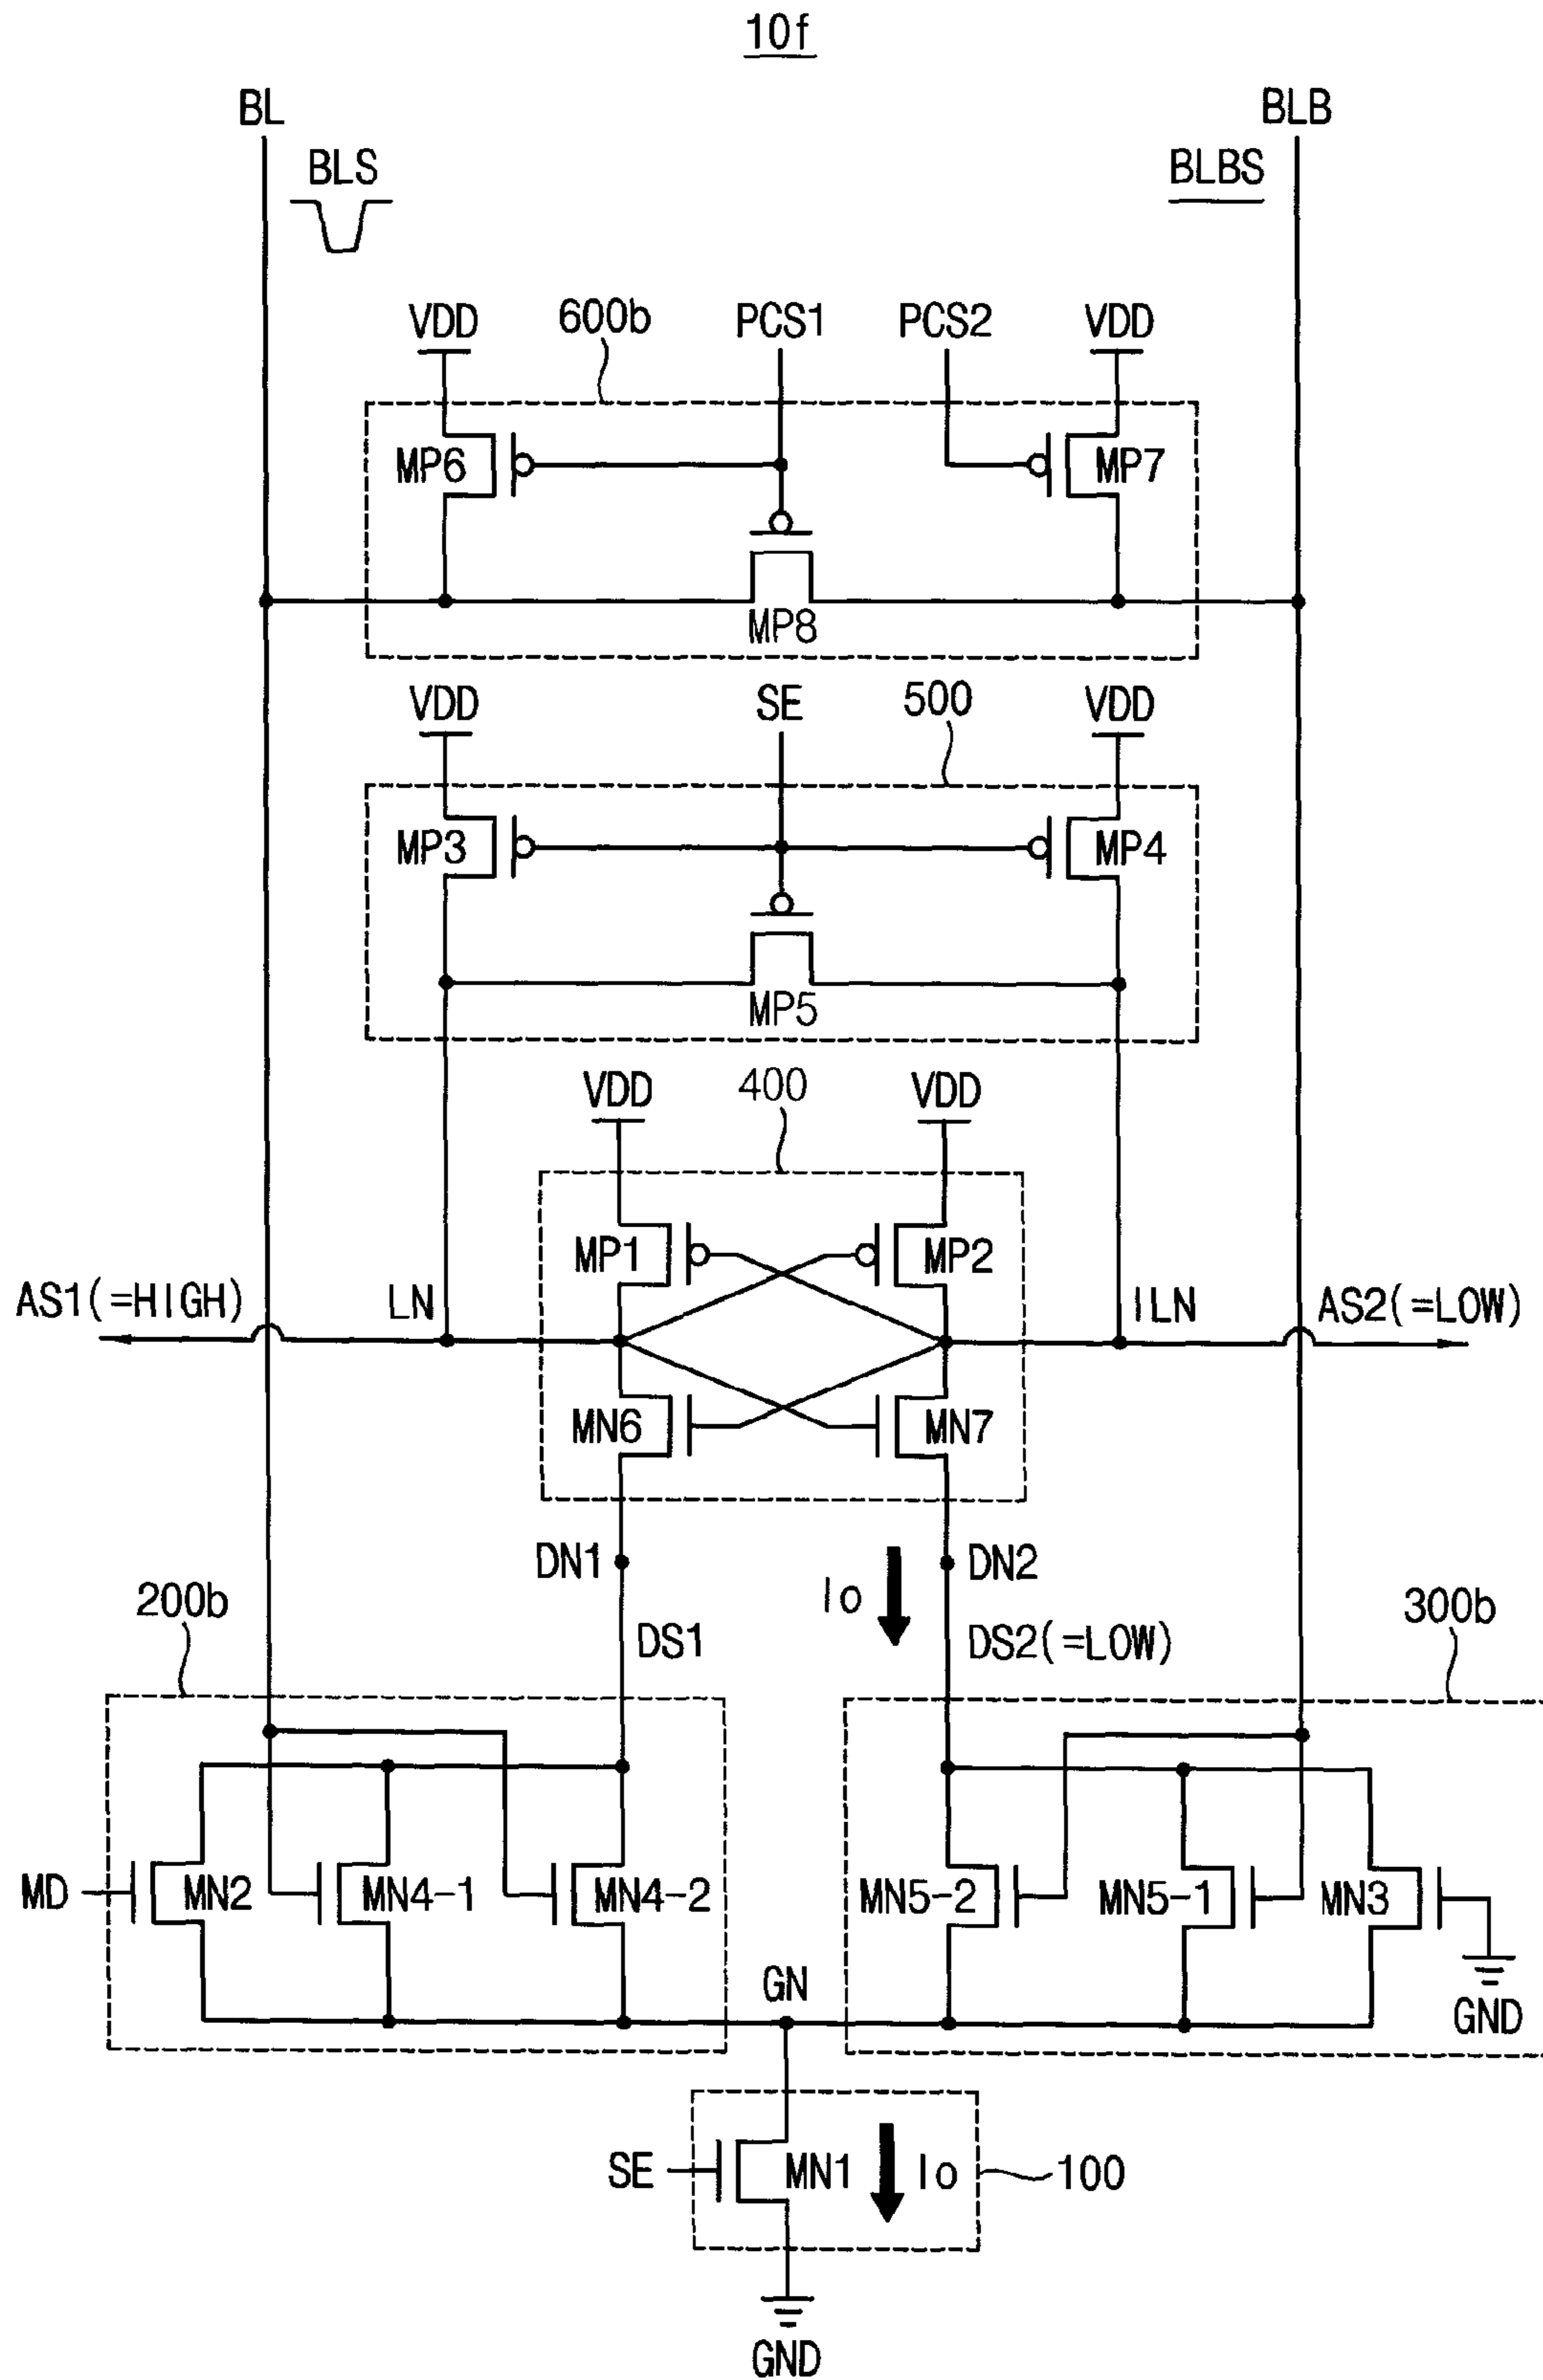 10f
BL
BLB
BLS
BLBS
VDD
600b
PCS1
PCS2
VDD
MP6
MP7
MP8
VDD
SE
500
VDD
MP3
MP4
MP5
VDD
400
VDD
MP1
MP2
AS1(=HIGH)
LN
ILN
AS2(=LOW)
MN6
MN7
DN1
Io
DN2
200b
300b
DS1
DS2(=LOW)
MD
MN2
MN4-1
MN4-2
MN5-2
MN5-1
MN3
GN
GND
SE
MN1
Io
100
GND